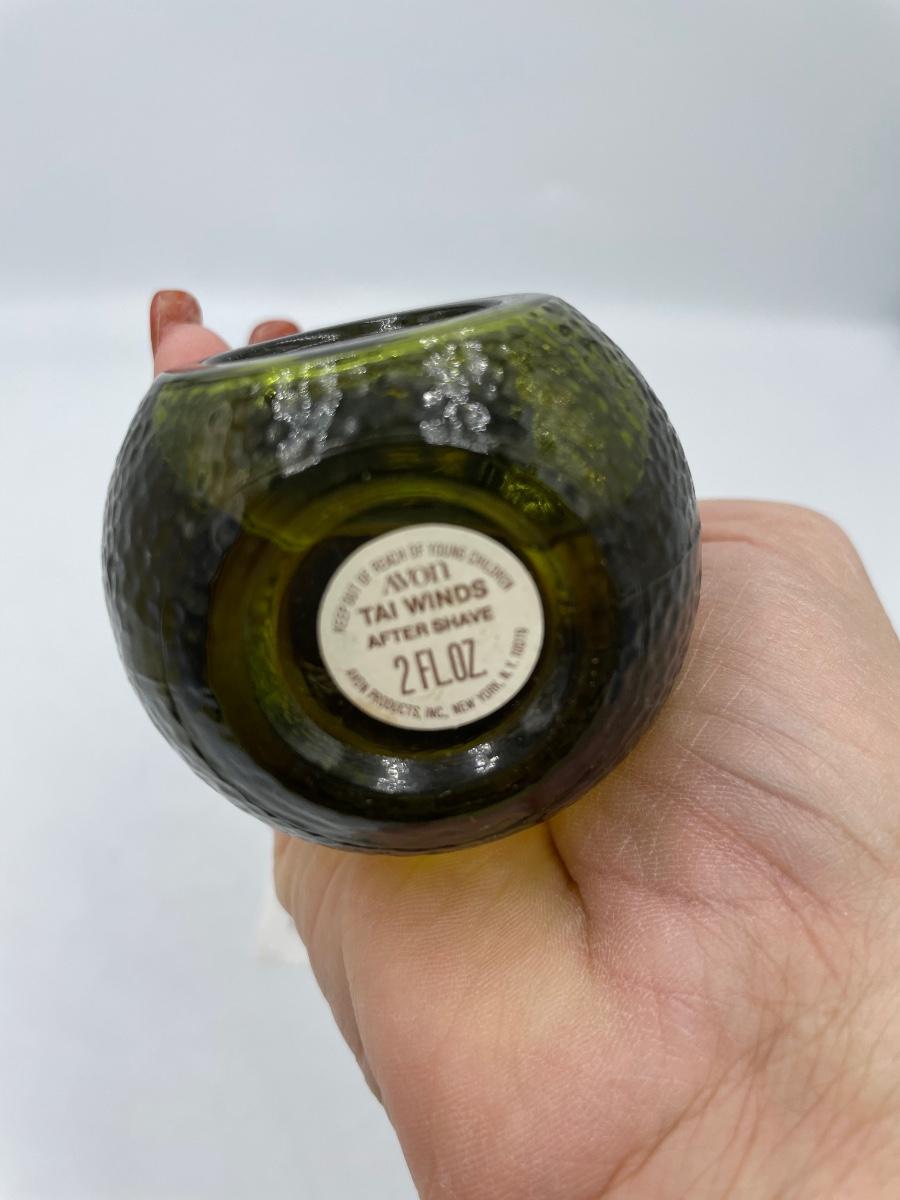 KEEP OUT OF REACH OF YOUNG CHILDREN
Avon
TAI WINDS
AFTER SHAVE
2 FL.OZ.
AVON PRODUCTS, INC., NEW YORK, N.Y. 10019